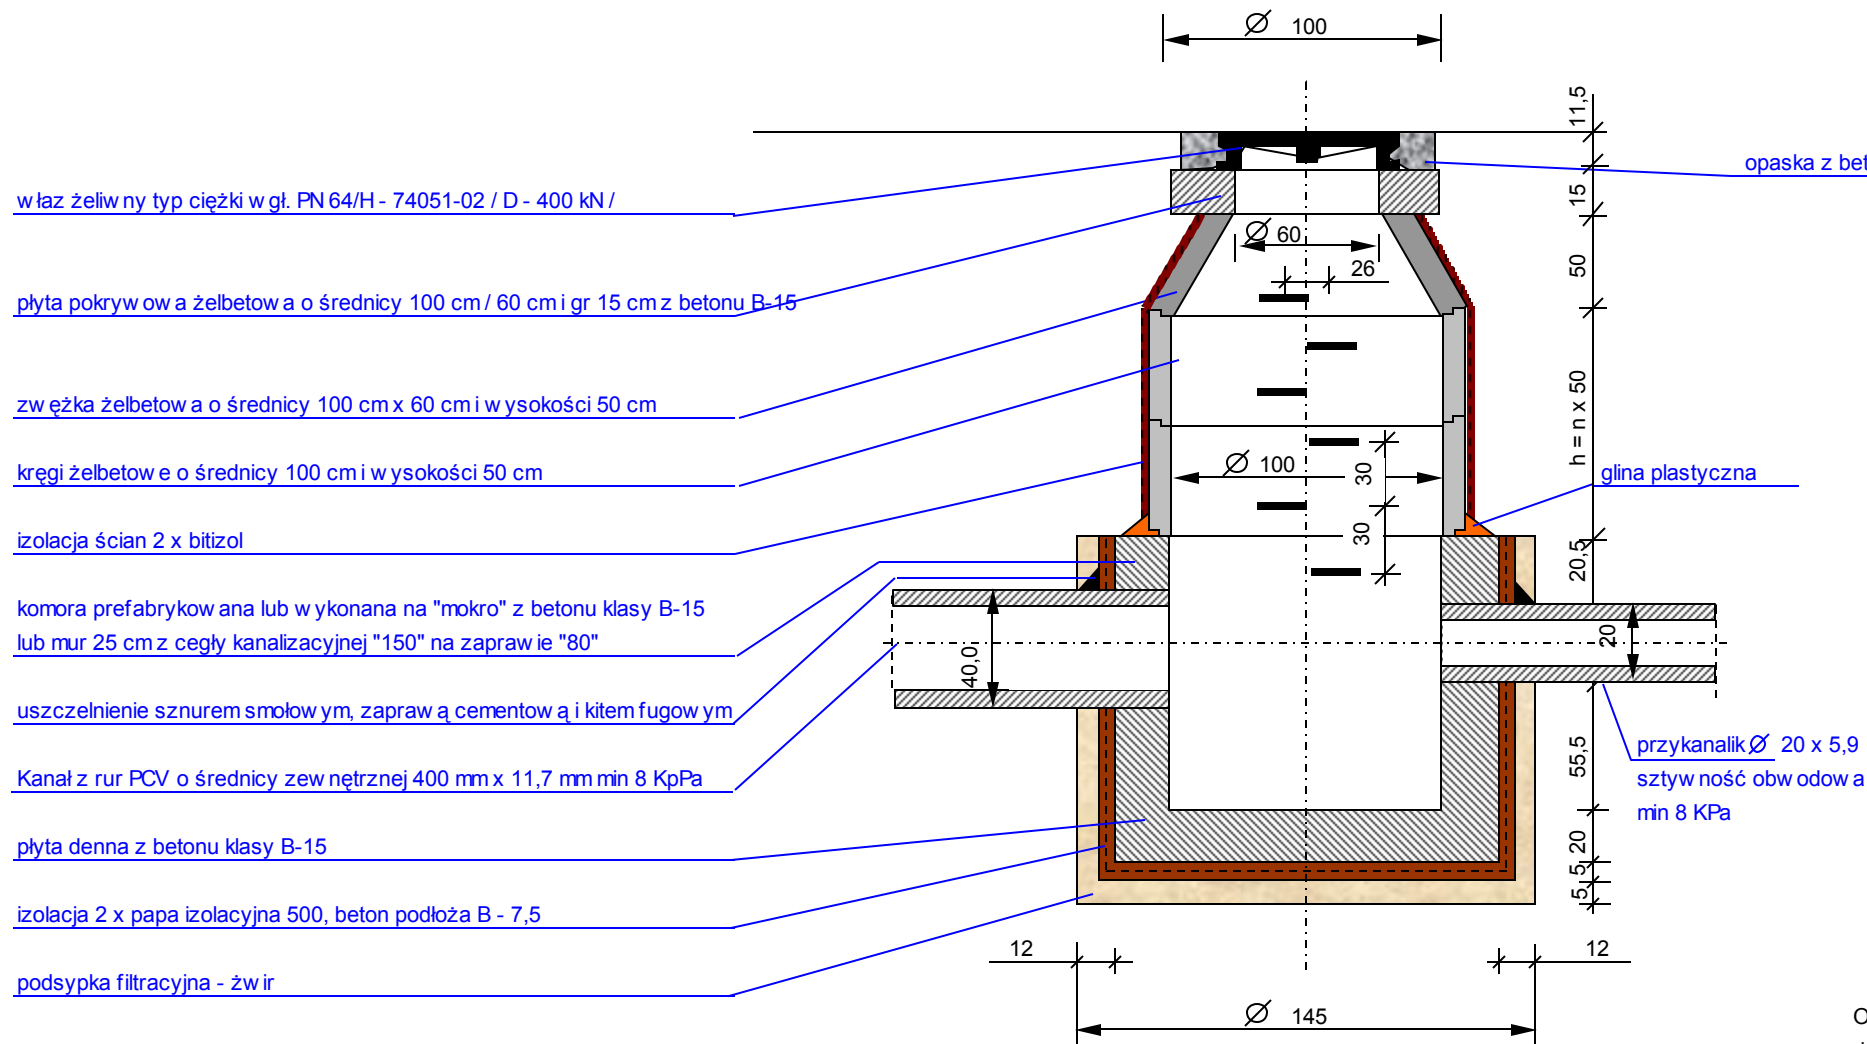 Ø 100
11,5
opaska z bet
właz żeliwny typ ciężki wgł. PN 64/H - 74051-02 / D - 400 kN /
15
Ø 60
26
50
płyta pokrywowa żelbetowa o średnicy 100 cm / 60 cm i gr 15 cm z betonu B-15
zwężka żelbetowa o średnicy 100 cm x 60 cm i wysokości 50 cm
h = n x 50
kręgi żelbetowe o średnicy 100 cm i wysokości 50 cm
Ø 100
30
glina plastyczna
izolacja ścian 2 x bitizol
30
20,5
komora prefabrykowana lub wykonana na "mokro" z betonu klasy B-15
lub mur 25 cm z cegły kanalizacyjnej "150" na zaprawie "80"
40,0
20
uszczelnienie sznurem smołowym, zaprawą cementową i kitem fugowym
Kanał z rur PCV o średnicy zewnętrznej 400 mm x 11,7 mm min 8 KpPa
55,5
przykanalik Ø 20 x 5,9
sztywność obwodowa
min 8 KPa
płyta denna z betonu klasy B-15
20
5
5
izolacja 2 x papa izolacyjna 500, beton podłoża B - 7,5
12
12
podsypka filtracyjna - żwir
Ø 145